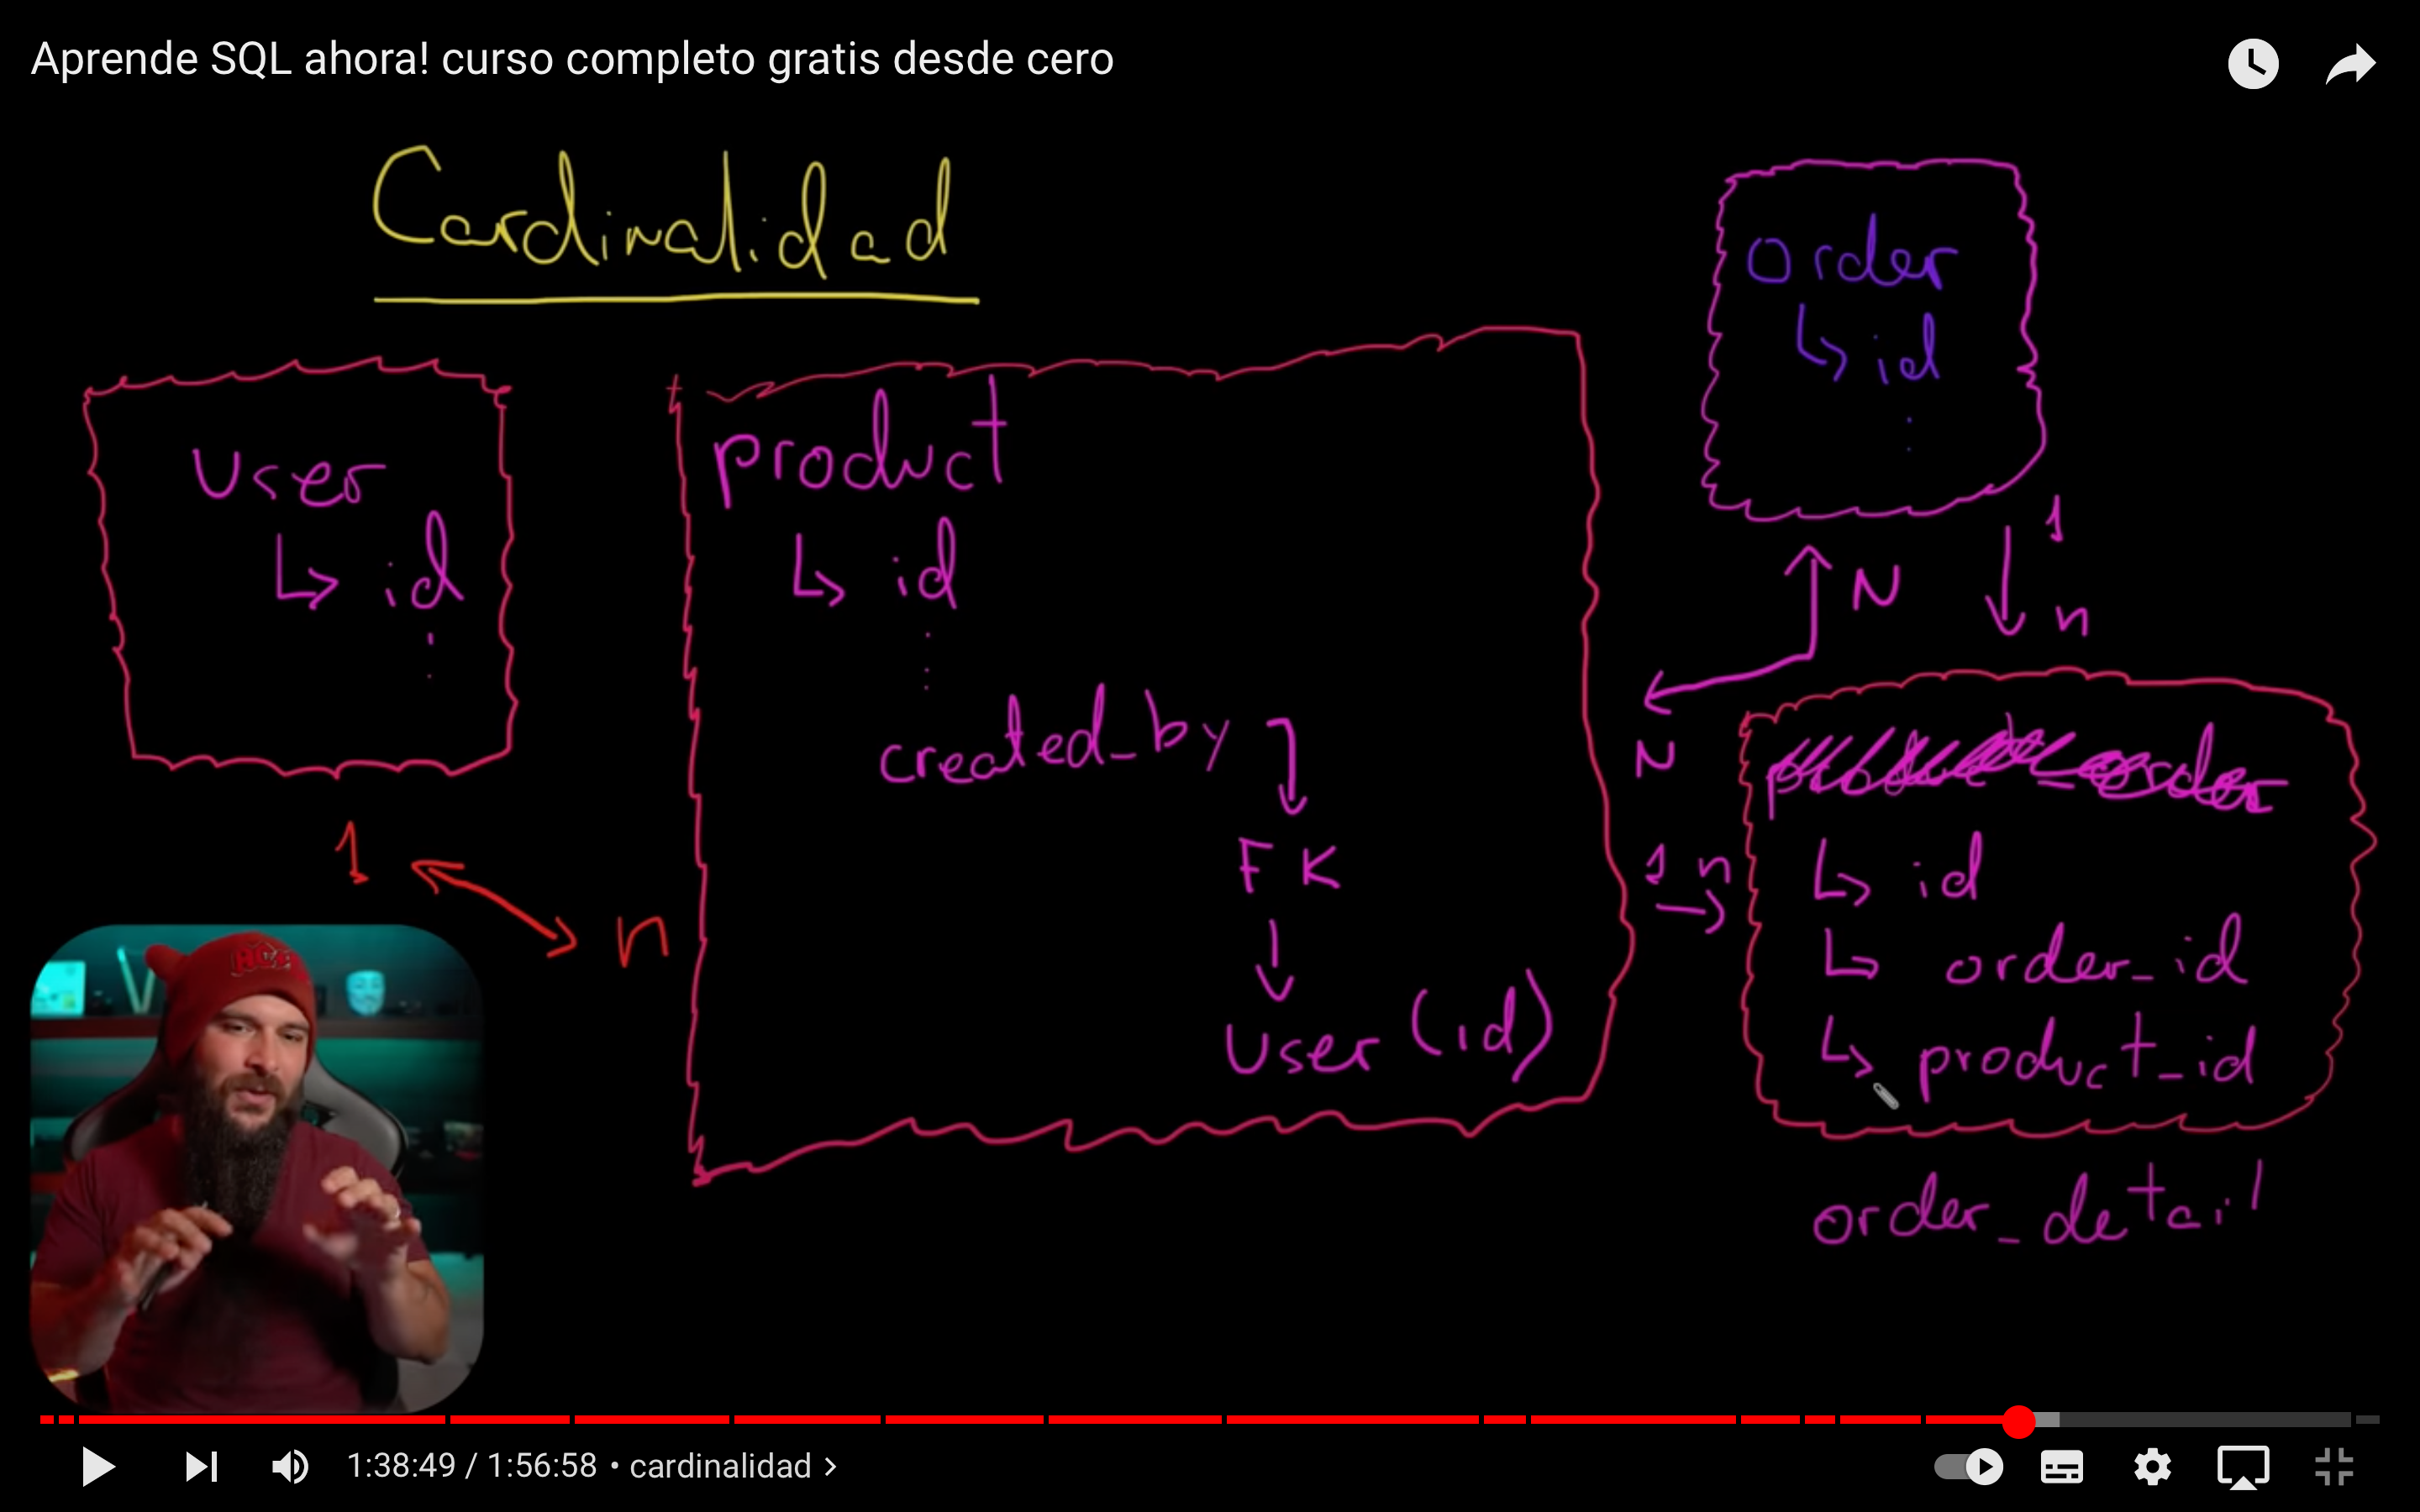 Aprende SQL ahora! curso completo gratis desde cero
Cardinalidad
user
↳ id
1
n
product
↳ id
created_by
FK
user (id)
order
↳ id
N
N
1
n
1 n
product_order
↳ id
↳ order_id
↳ product_id
order_detail
1:38:49 / 1:56:58 • cardinalidad >